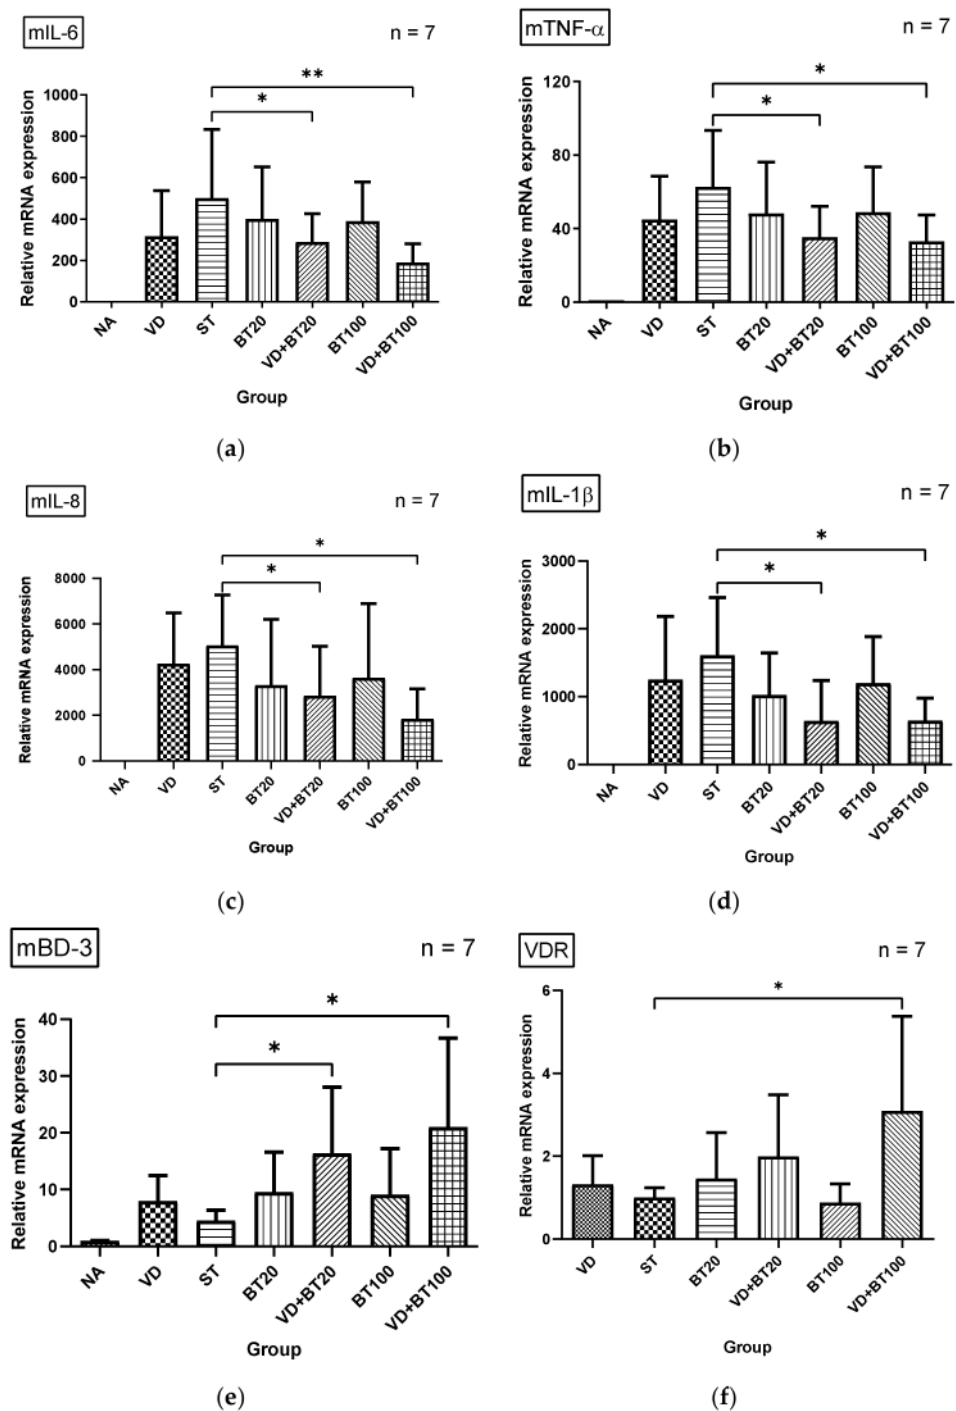 mIL-6
n = 7
**
*
Relative mRNA expression
1000
800
600
400
200
0
NA
VD
ST
BT20
VD+BT20
BT100
VD+BT100
Group
(a)
mTNF-α
n = 7
*
*
Relative mRNA expression
120
80
40
0
NA
VD
ST
BT20
VD+BT20
BT100
VD+BT100
Group
(b)
mIL-8
n = 7
*
*
Relative mRNA expression
8000
6000
4000
2000
0
NA
VD
ST
BT20
VD+BT20
BT100
VD+BT100
Group
(c)
mIL-1β
n = 7
*
*
Relative mRNA expression
3000
2000
1000
0
NA
VD
ST
BT20
VD+BT20
BT100
VD+BT100
Group
(d)
mBD-3
n = 7
*
*
Relative mRNA expression
40
30
20
10
0
NA
VD
ST
BT20
VD+BT20
BT100
VD+BT100
Group
(e)
VDR
n = 7
*
Relative mRNA expression
6
4
2
0
VD
ST
BT20
VD+BT20
BT100
VD+BT100
Group
(f)